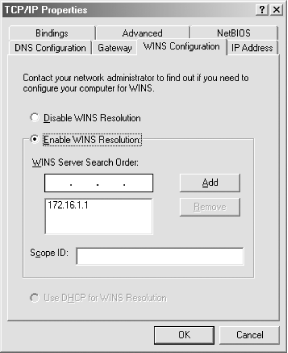 TCP/IP Properties
Bindings Advanced NetBIOS
DNS Configuration Gateway WINS Configuration IP Address
Contact your network administrator to find out if you need to
configure your computer for WINS.
Disable WINS Resolution
Enable WINS Resolution:
WINS Server Search Order:
. . .
Add
172.16.1.1
Remove
Scope ID:
Use DHCP for WINS Resolution
OK Cancel